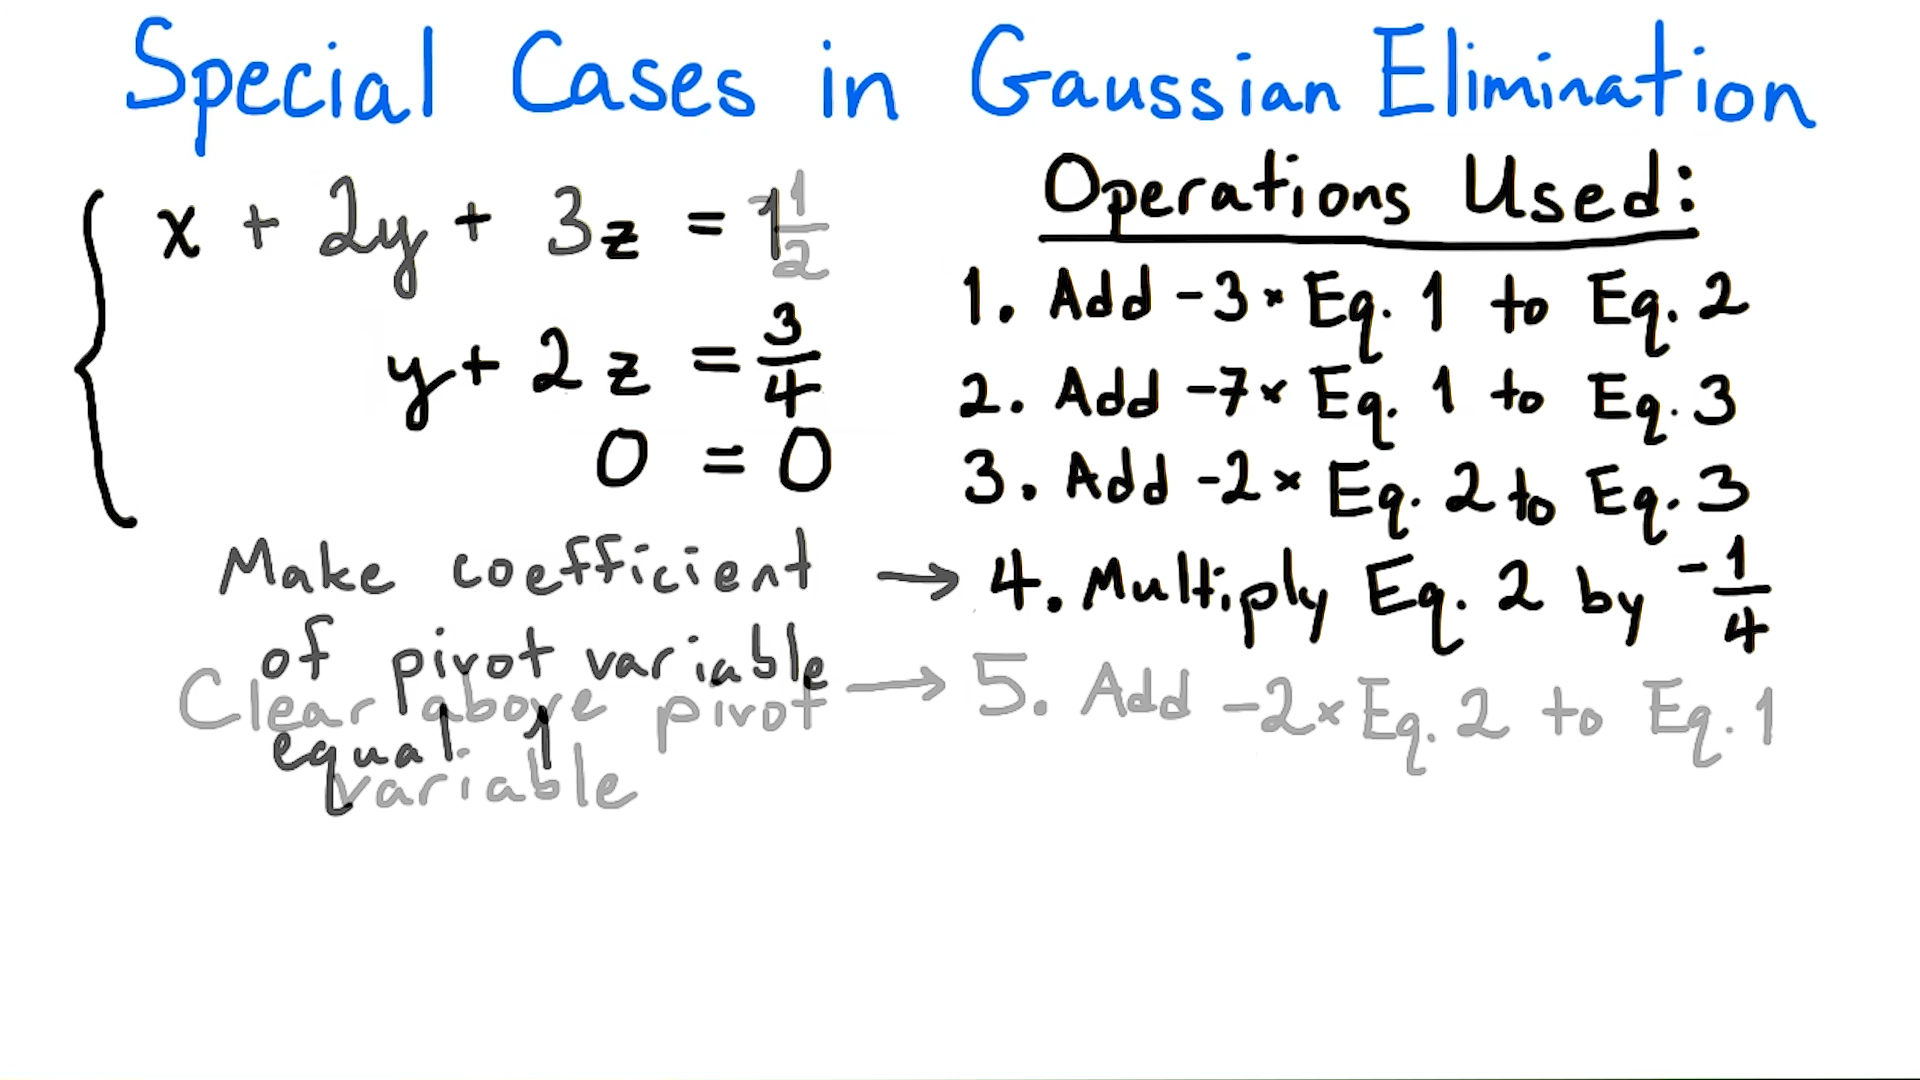 Special Cases in Gaussian Elimination
x + 2y + 3z = 1 -1/2
y + 2z = 3/4
0 = 0
Make coefficient
of pivot variable
equal 1
Clear above pivot
variable
Operations Used:
1. Add -3 × Eq. 1 to Eq. 2
2. Add -7 × Eq. 1 to Eq. 3
3. Add -2 × Eq. 2 to Eq. 3
→ 4. Multiply Eq. 2 by -1/4
→ 5. Add -2 × Eq. 2 to Eq. 1